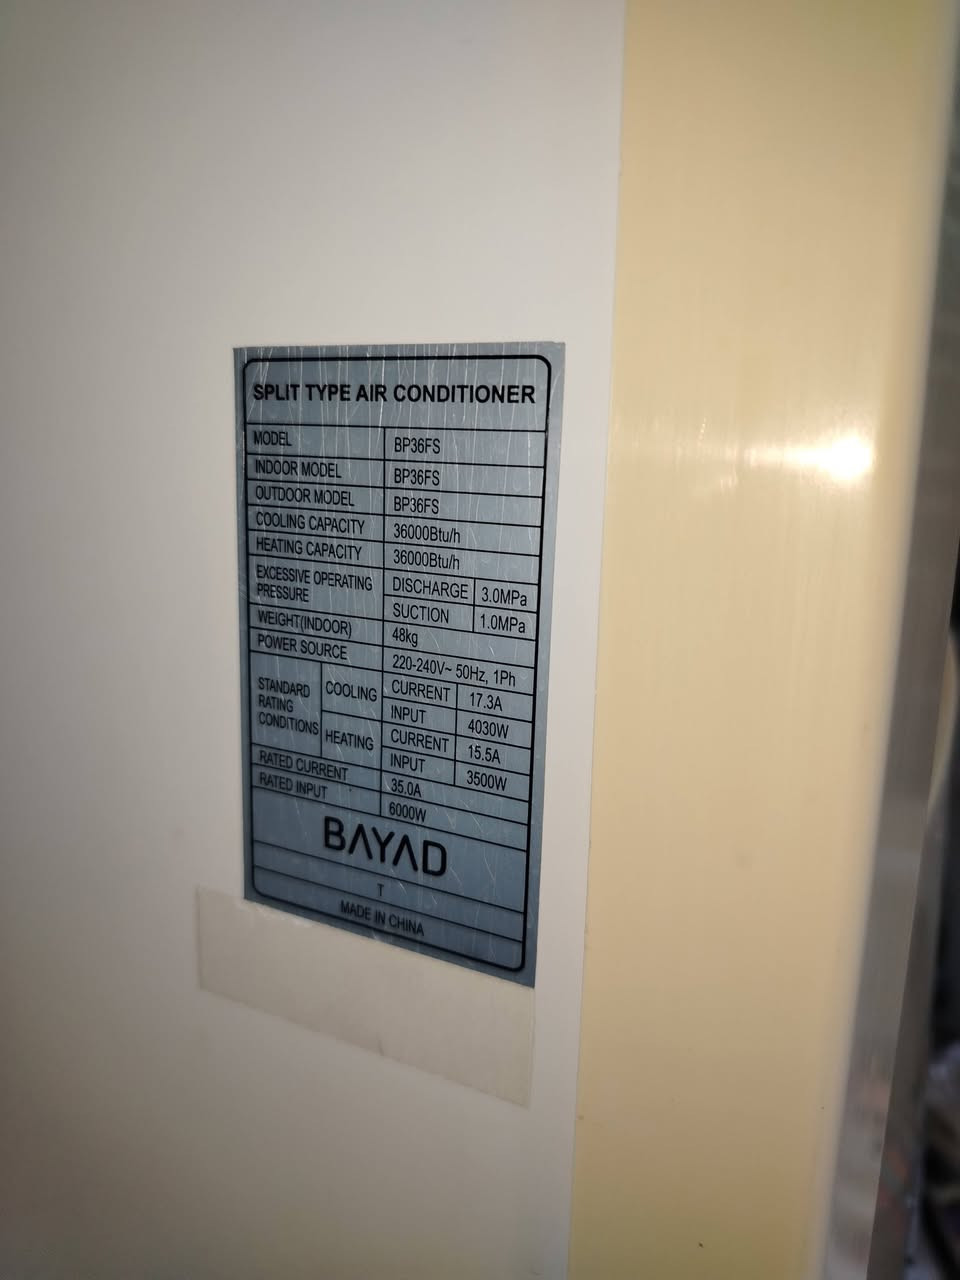 SPLIT TYPE AIR CONDITIONER
MODEL BP36FS
INDOOR MODEL BP36FS
OUTDOOR MODEL BP36FS
COOLING CAPACITY 36000Btu/h
HEATING CAPACITY 36000Btu/h
EXCESSIVE OPERATING PRESSURE DISCHARGE 3.0MPa
SUCTION 1.0MPa
WEIGHT(INDOOR) 48kg
POWER SOURCE 220-240V~ 50Hz, 1Ph
STANDARD RATING CONDITIONS COOLING CURRENT 17.3A
INPUT 4030W
HEATING CURRENT 15.5A
INPUT 3500W
RATED CURRENT 35.0A
RATED INPUT 6000W
BAYAD
T
MADE IN CHINA